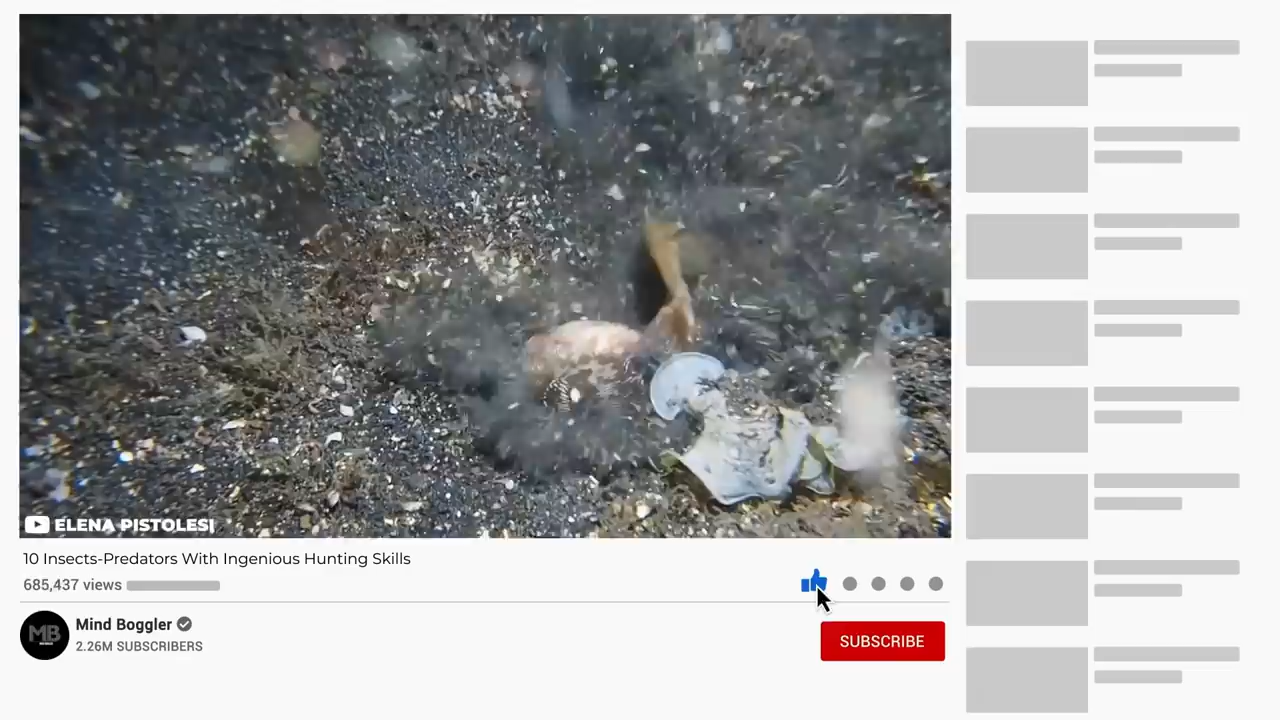 ELENA PISTOLESI
10 Insects-Predators With Ingenious Hunting Skills
685,437 views
MB
Mind Boggler
2.26M SUBSCRIBERS
SUBSCRIBE